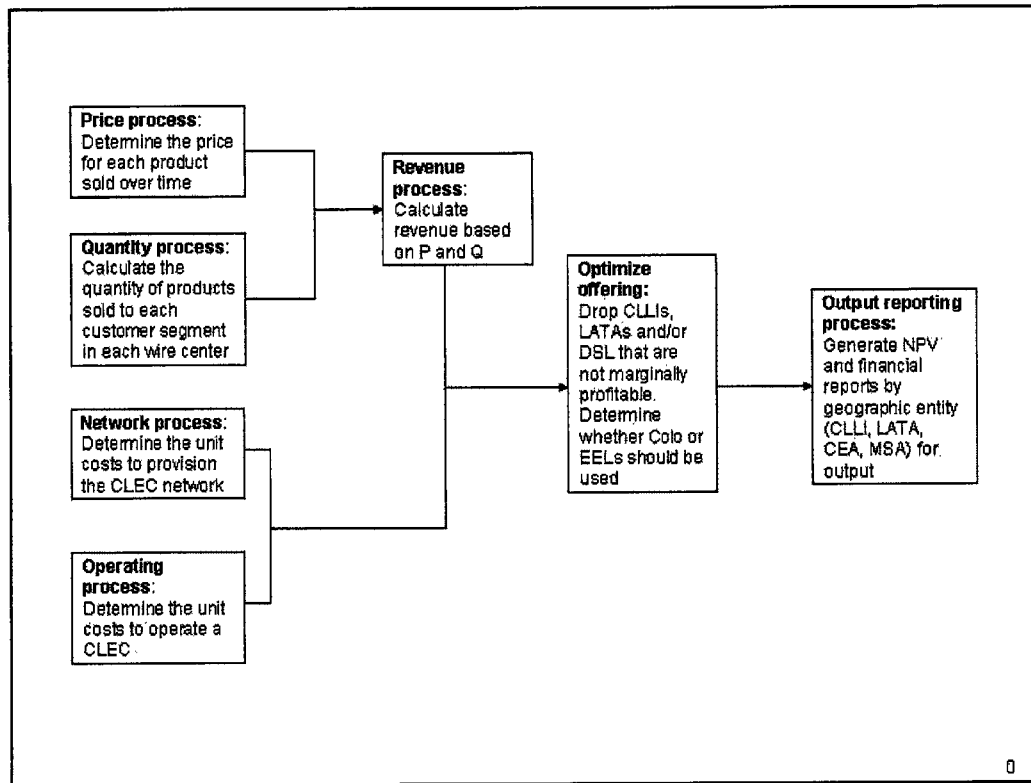 Price process:
Determine the price
for each product
sold over time
Quantity process:
Calculate the
quantity of products
sold to each
customer segment
in each wire center
Network process:
Determine the unit
costs to provision
the CLEC network
Operating
process:
Determine the unit
costs to operate a
CLEC
Revenue
process:
Calculate
revenue based
on P and Q
Optimize
offering:
Drop CLLIs,
LATAs and/or
DSL that are
not marginally
profitable.
Determine
whether Colo or
EELs should be
used
Output reporting
process:
Generate NPV
and financial
reports by
geographic entity
(CLLI, LATA,
CEA, MSA) for
output
0